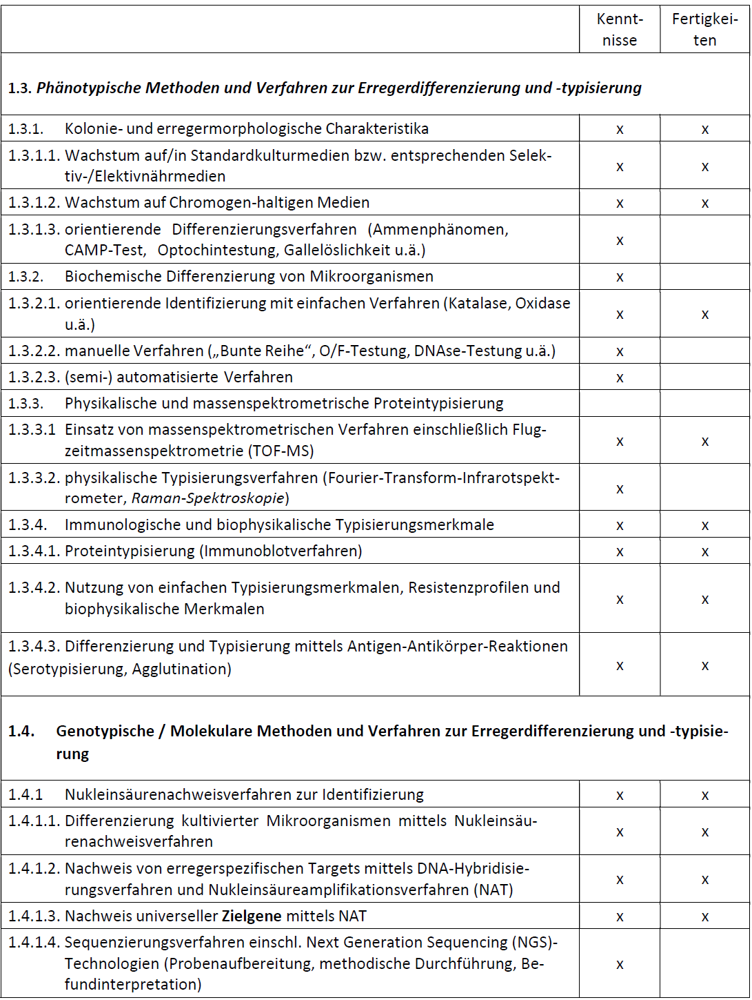 Kennt-
nisse
Fertigkei-
ten
1.3. Phänotypische Methoden und Verfahren zur Erregerdifferenzierung und -typisierung
1.3.1. Kolonie- und erregermorphologische Charakteristika x x
1.3.1.1. Wachstum auf/in Standardkulturmedien bzw. entsprechenden Selek-
tiv-/Elektivnährmedien
x x
1.3.1.2. Wachstum auf Chromogen-haltigen Medien x x
1.3.1.3. orientierende Differenzierungsverfahren (Ammenphänomen,
CAMP-Test, Optochintestung, Gallelöslichkeit u.ä.)
x
1.3.2. Biochemische Differenzierung von Mikroorganismen x
1.3.2.1. orientierende Identifizierung mit einfachen Verfahren (Katalase, Oxidase
u.ä.)
x x
1.3.2.2. manuelle Verfahren („Bunte Reihe“, O/F-Testung, DNAse-Testung u.ä.) x
1.3.2.3. (semi-) automatisierte Verfahren x
1.3.3. Physikalische und massenspektrometrische Proteintypisierung
1.3.3.1 Einsatz von massenspektrometrischen Verfahren einschließlich Flug-
zeitmassenspektrometrie (TOF-MS)
x x
1.3.3.2. physikalische Typisierungsverfahren (Fourier-Transform-Infrarotspekt-
rometer, Raman-Spektroskopie)
x
1.3.4. Immunologische und biophysikalische Typisierungsmerkmale x x
1.3.4.1. Proteintypisierung (Immunoblotverfahren) x x
1.3.4.2. Nutzung von einfachen Typisierungsmerkmalen, Resistenzprofilen und
biophysikalische Merkmalen
x x
1.3.4.3. Differenzierung und Typisierung mittels Antigen-Antikörper-Reaktionen
(Serotypisierung, Agglutination)
x x
1.4. Genotypische / Molekulare Methoden und Verfahren zur Erregerdifferenzierung und -typisie-
rung
1.4.1 Nukleinsäurenachweisverfahren zur Identifizierung x x
1.4.1.1. Differenzierung kultivierter Mikroorganismen mittels Nukleinsäu-
renachweisverfahren
x x
1.4.1.2. Nachweis von erregerspezifischen Targets mittels DNA-Hybridisie-
rungsverfahren und Nukleinsäureamplifikationsverfahren (NAT)
x x
1.4.1.3. Nachweis universeller Zielgene mittels NAT x x
1.4.1.4. Sequenzierungsverfahren einschl. Next Generation Sequencing (NGS)-
Technologien (Probenaufbereitung, methodische Durchführung, Be-
fundinterpretation)
x